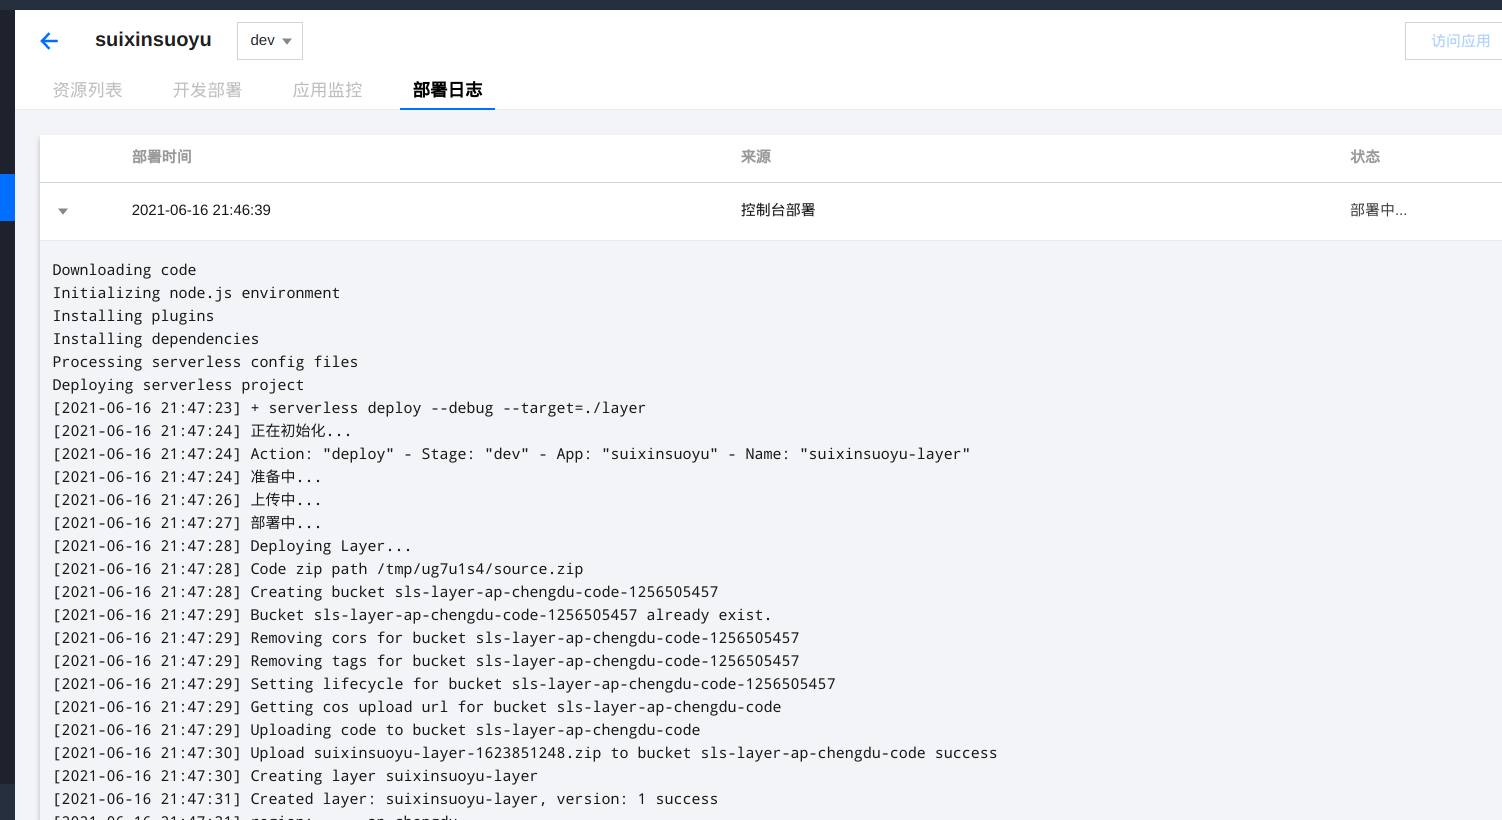 suixinsuoyu dev 访问应用
资源列表 开发部署 应用监控 部署日志
部署时间 来源 状态
2021-06-16 21:46:39 控制台部署 部署中...
Downloading code
Initializing node.js environment
Installing plugins
Installing dependencies
Processing serverless config files
Deploying serverless project
[2021-06-16 21:47:23] + serverless deploy --debug --target=./layer
[2021-06-16 21:47:24] 正在初始化...
[2021-06-16 21:47:24] Action: "deploy" - Stage: "dev" - App: "suixinsuoyu" - Name: "suixinsuoyu-layer"
[2021-06-16 21:47:24] 准备中...
[2021-06-16 21:47:26] 上传中...
[2021-06-16 21:47:27] 部署中...
[2021-06-16 21:47:28] Deploying Layer...
[2021-06-16 21:47:28] Code zip path /tmp/ug7u1s4/source.zip
[2021-06-16 21:47:28] Creating bucket sls-layer-ap-chengdu-code-1256505457
[2021-06-16 21:47:29] Bucket sls-layer-ap-chengdu-code-1256505457 already exist.
[2021-06-16 21:47:29] Removing cors for bucket sls-layer-ap-chengdu-code-1256505457
[2021-06-16 21:47:29] Removing tags for bucket sls-layer-ap-chengdu-code-1256505457
[2021-06-16 21:47:29] Setting lifecycle for bucket sls-layer-ap-chengdu-code-1256505457
[2021-06-16 21:47:29] Getting cos upload url for bucket sls-layer-ap-chengdu-code
[2021-06-16 21:47:29] Uploading code to bucket sls-layer-ap-chengdu-code
[2021-06-16 21:47:30] Upload suixinsuoyu-layer-1623851248.zip to bucket sls-layer-ap-chengdu-code success
[2021-06-16 21:47:30] Creating layer suixinsuoyu-layer
[2021-06-16 21:47:31] Created layer: suixinsuoyu-layer, version: 1 success
[2021-06-16 21:47:31] region: ap-chengdu